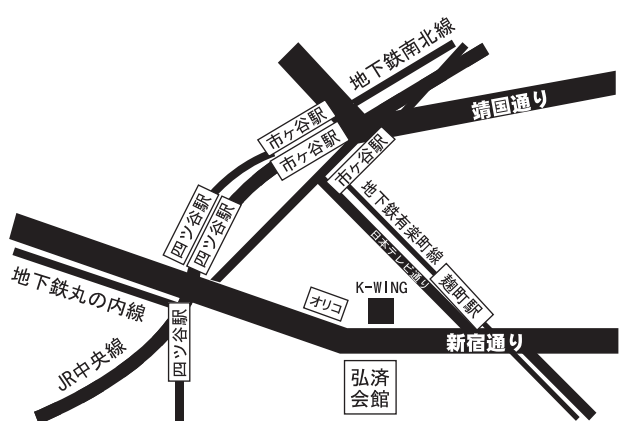 地下鉄南北線
靖国通り
市ヶ谷駅
市ヶ谷駅
市ヶ谷駅
四ツ谷駅
四ツ谷駅
地下鉄有楽町線
日本テレビ通り
麹町駅
K-WING
オリコ
地下鉄丸の内線
四ツ谷駅
新宿通り
JR中央線
弘済
会館